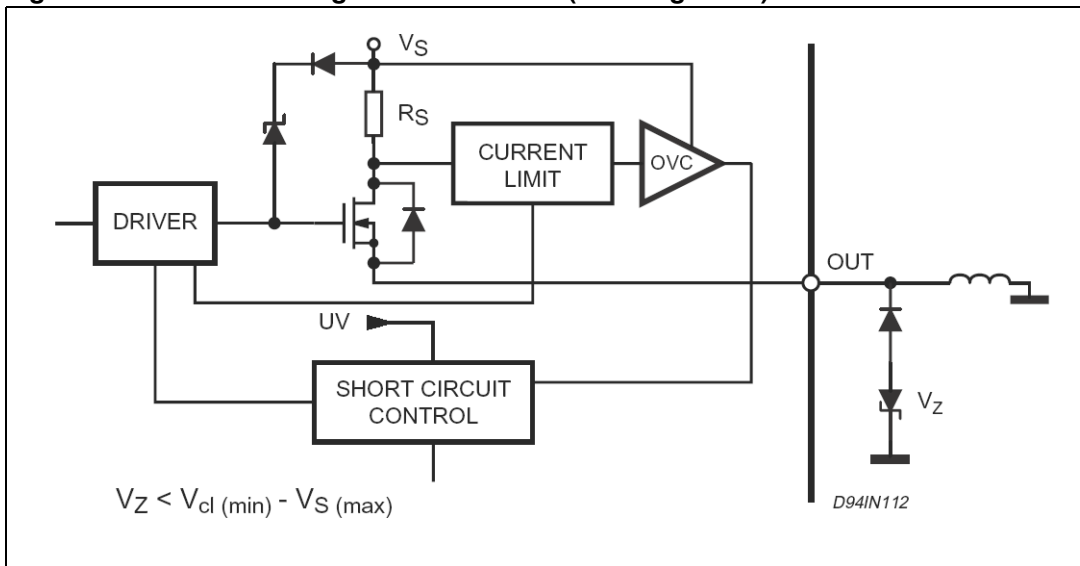 V_S
R_S
CURRENT
LIMIT
OVC
DRIVER
OUT
UV
SHORT CIRCUIT
CONTROL
V_Z
V_Z < V_cl (min) - V_S (max)
D94IN112